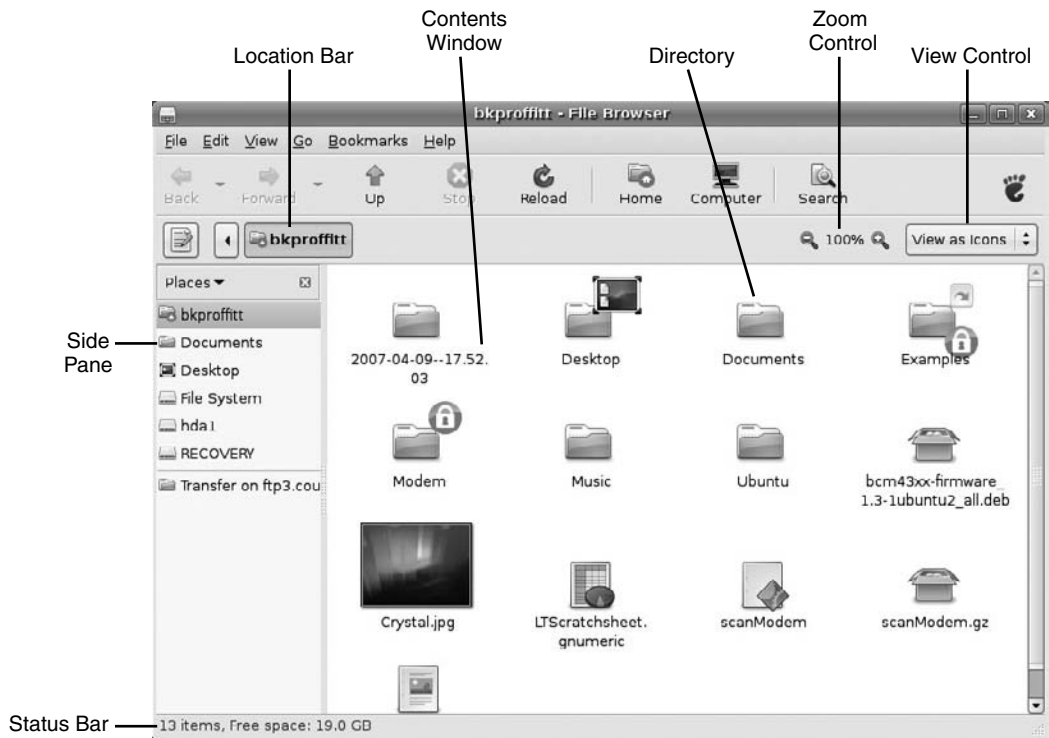 Contents
Window
Zoom
Control
Location Bar
Directory
View Control
bkproffitt - File Browser
File Edit View Go Bookmarks Help
Back Forward Up Stop Reload Home Computer Search
bkproffitt
100%
View as Icons
Places
bkproffitt
Documents
Desktop
File System
hda1
RECOVERY
Transfer on ftp3.cou
Side
Pane
2007-04-09--17.52.
03
Desktop
Documents
Examples
Modem
Music
Ubuntu
bcm43xx-firmware_
1.3-1ubuntu2_all.deb
Crystal.jpg
LTScratchsheet.
gnumeric
scanModem
scanModem.gz
Status Bar
13 items, Free space: 19.0 GB